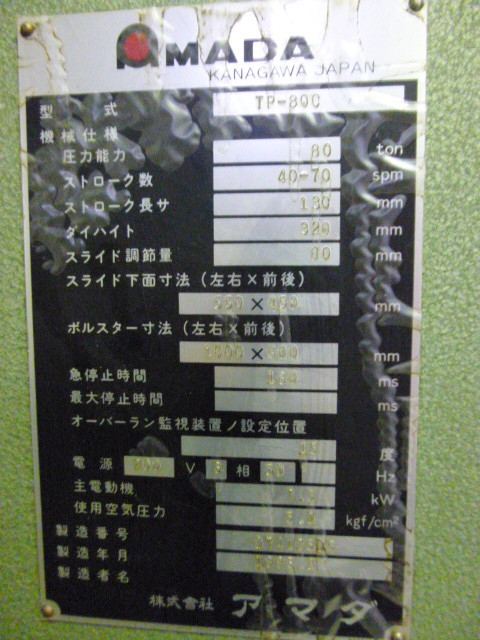 AMADA
KANAGAWA JAPAN
型 式 TP-80C
機械仕様
圧力能力 80 ton
ストローク数 40-70 spm
ストローク長サ 130 mm
ダイハイト 320 mm
スライド調節量 80 mm
スライド下面寸法 (左右×前後)
× mm
ボルスター寸法 (左右×前後)
× mm
急停止時間 ms
最大停止時間 ms
オーバーラン監視装置ノ設定位置
度
電源 V 3 相 Hz
主電動機 kW
使用空気圧力 kgf/cm²
製造番号
製造年月
製造者名
株式会社 アマダ